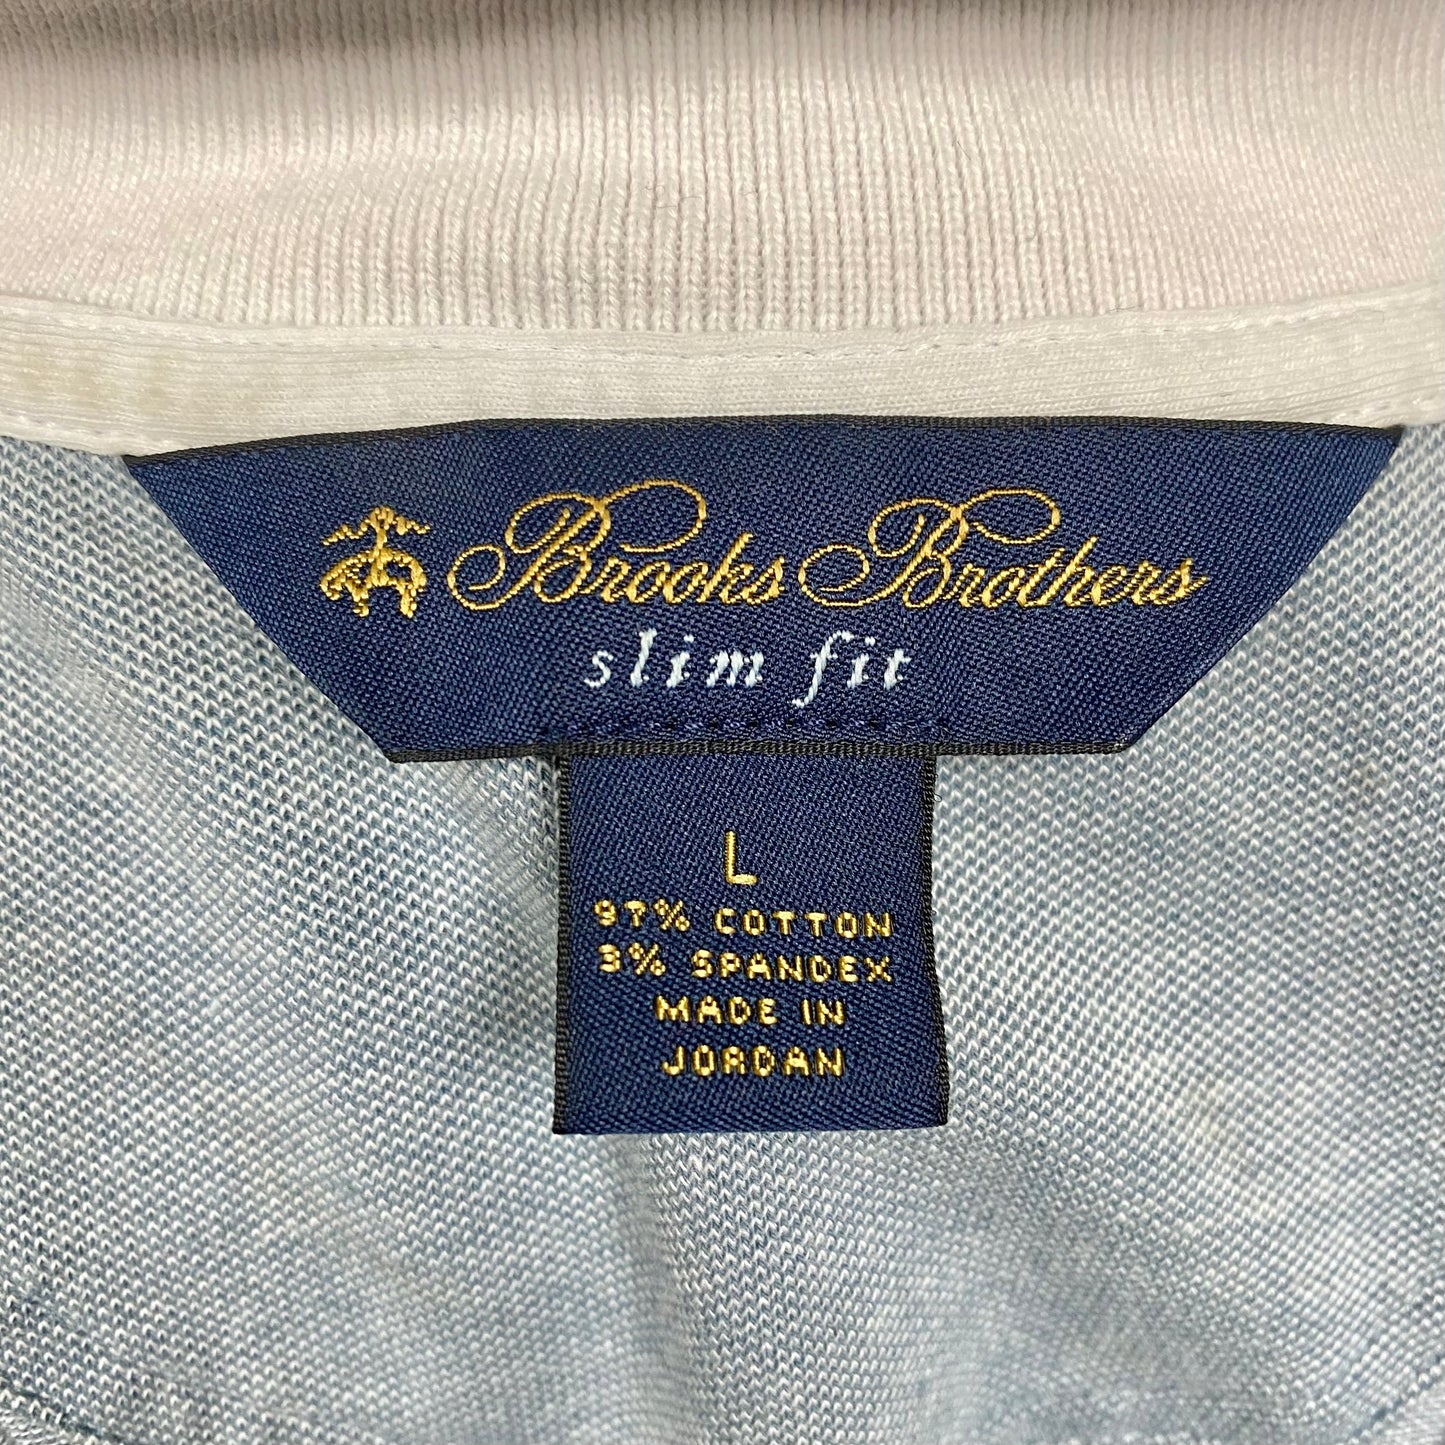 Brooks Brothers
slim fit
L
97% COTTON
3% SPANDEX
MADE IN
JORDAN